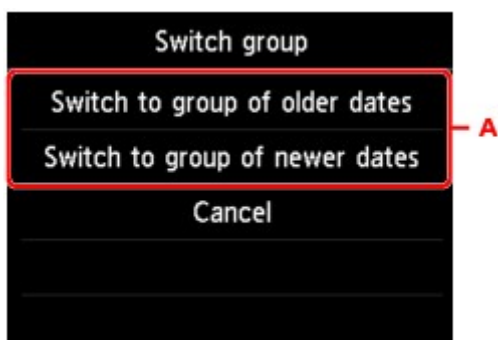 Switch group
Switch to group of older dates
A
Switch to group of newer dates
Cancel